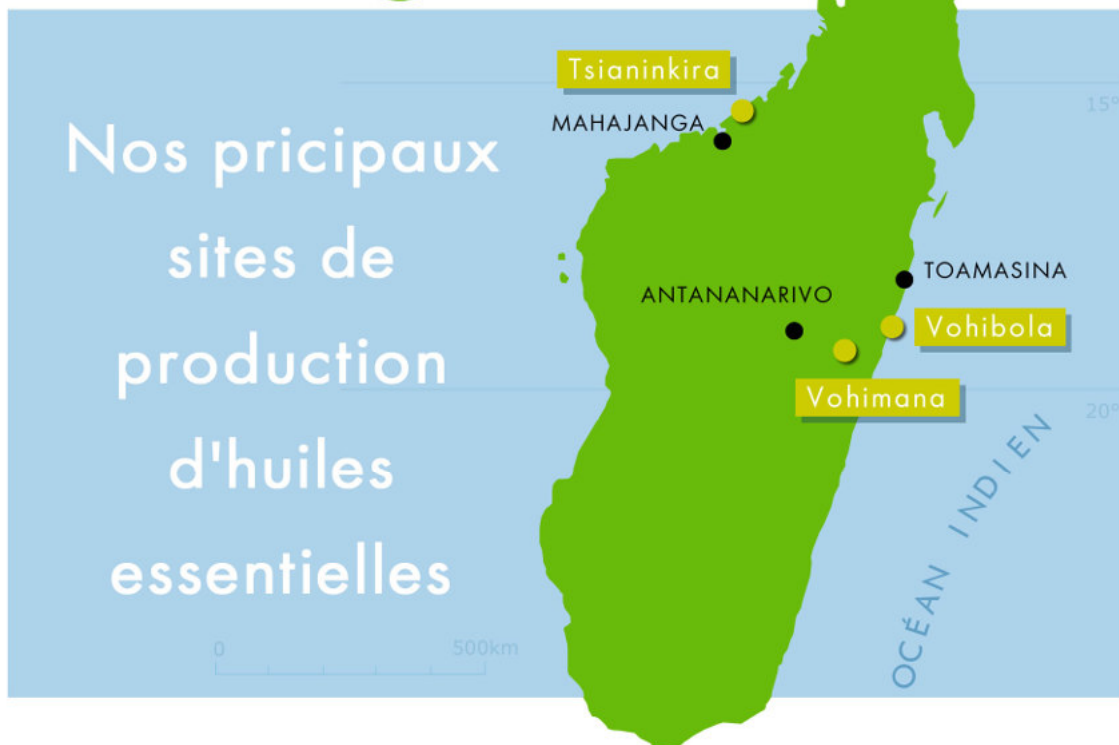 Nos pricipaux
sites de
production
d'huiles
essentielles
0 500km
Tsianinkira
MAHAJANGA
15°
TOAMASINA
ANTANANARIVO
Vohibola
Vohimana
20°
OCÉAN INDIEN